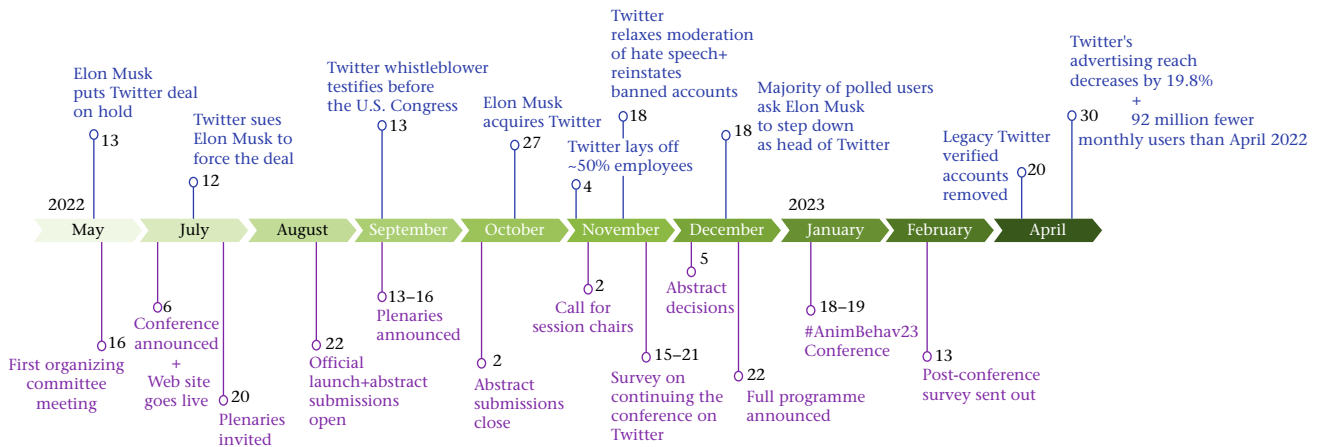 Elon Musk
puts Twitter deal
on hold
13
Twitter sues
Elon Musk to
force the deal
12
Twitter whistleblower
testifies before
the U.S. Congress
13
Elon Musk
acquires Twitter
27
Twitter lays off
~50% employees
4
Twitter
relaxes moderation
of hate speech+
reinstates
banned accounts
18
Majority of polled users
ask Elon Musk
to step down
as head of Twitter
18
Legacy Twitter
verified
accounts
removed
20
Twitter's
advertising reach
decreases by 19.8%
+
92 million fewer
monthly users than April 2022
30
2022
2023
May
July
August
September
October
November
December
January
February
April
16
First organizing
committee
meeting
6
Conference
announced
+
Web site
goes live
20
Plenaries
invited
22
Official
launch+abstract
submissions
open
13–16
Plenaries
announced
2
Abstract
submissions
close
2
Call for
session chairs
15–21
Survey on
continuing the
conference on
Twitter
5
Abstract
decisions
22
Full programme
announced
18–19
#AnimBehav23
Conference
13
Post-conference
survey sent out